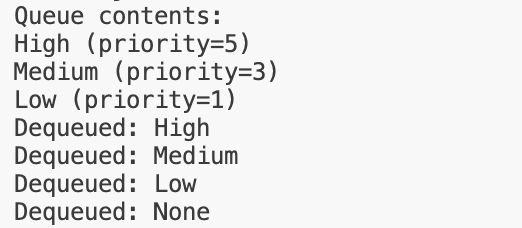 Queue contents:
High (priority=5)
Medium (priority=3)
Low (priority=1)
Dequeued: High
Dequeued: Medium
Dequeued: Low
Dequeued: None